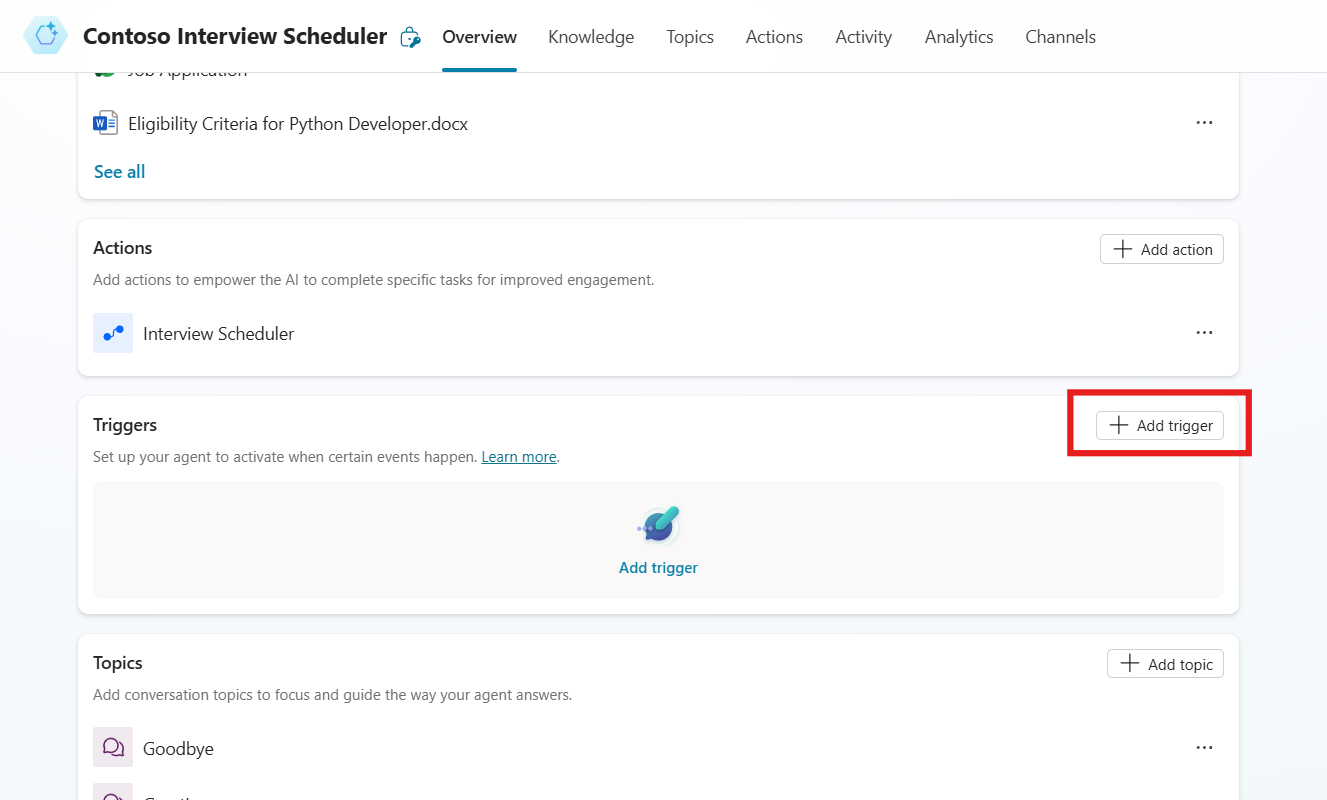 Contoso Interview Scheduler
Overview
Knowledge
Topics
Actions
Activity
Analytics
Channels
Job Application
Eligibility Criteria for Python Developer.docx
See all
Actions
Add action
Add actions to empower the AI to complete specific tasks for improved engagement.
Interview Scheduler
Triggers
Add trigger
Set up your agent to activate when certain events happen. Learn more.
Add trigger
Topics
Add topic
Add conversation topics to focus and guide the way your agent answers.
Goodbye